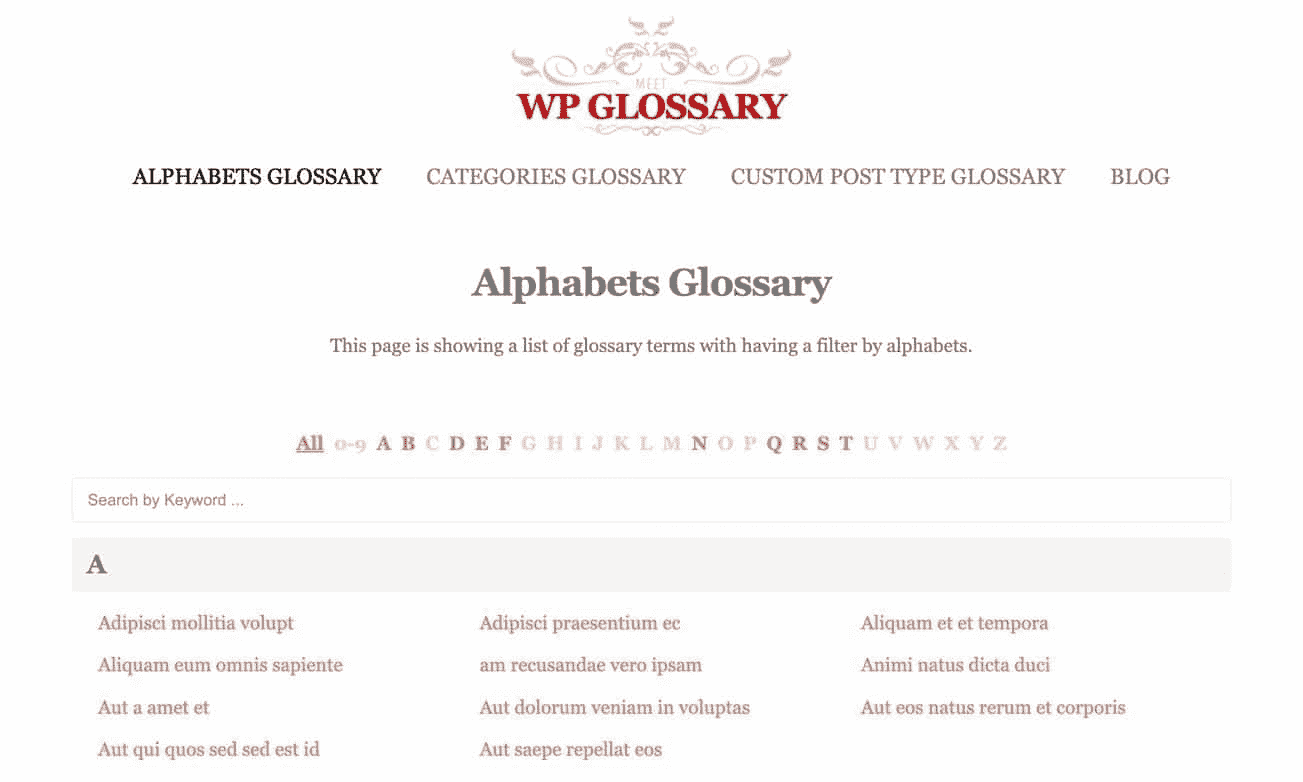 MEET
WP GLOSSARY
ALPHABETS GLOSSARY CATEGORIES GLOSSARY CUSTOM POST TYPE GLOSSARY BLOG
Alphabets Glossary
This page is showing a list of glossary terms with having a filter by alphabets.
All 0-9 A B C D E F G H I J K L M N O P Q R S T U V W X Y Z
Search by Keyword ...
A
Adipisci mollitia volupt Adipisci praesentium ec Aliquam et et tempora
Aliquam eum omnis sapiente am recusandae vero ipsam Animi natus dicta duci
Aut a amet et Aut dolorum veniam in voluptas Aut eos natus rerum et corporis
Aut qui quos sed sed est id Aut saepe repellat eos